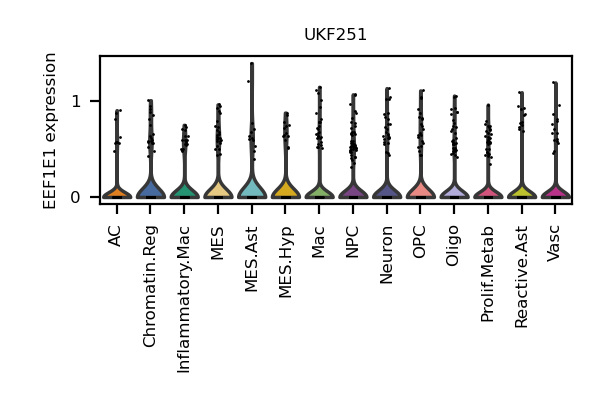 UKF251
EEF1E1 expression
1
0
AC
Chromatin.Reg
Inflammatory.Mac
MES
MES.Ast
MES.Hyp
Mac
NPC
Neuron
OPC
Oligo
Prolif.Metab
Reactive.Ast
Vasc